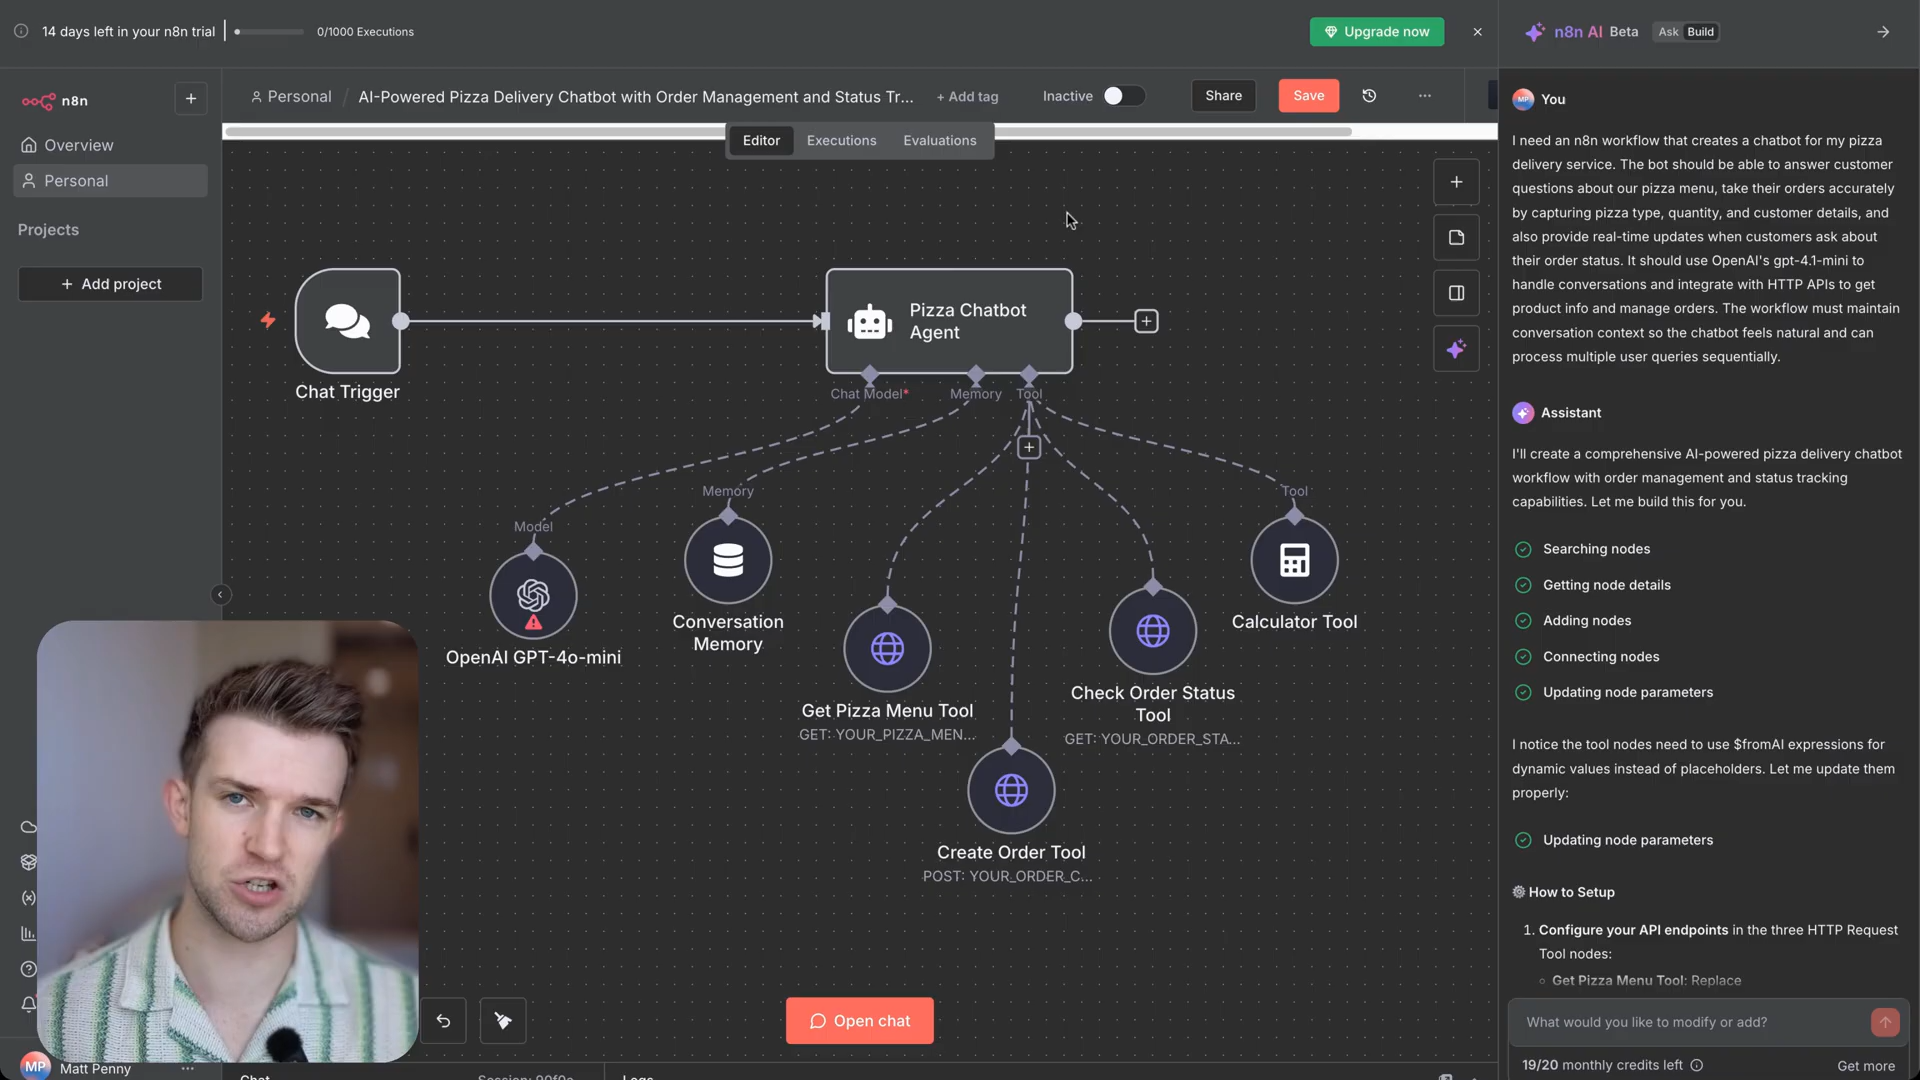 14 days left in your n8n trial
0/1000 Executions
Upgrade now
n8n AI Beta
Ask Build
n8n
Personal / AI-Powered Pizza Delivery Chatbot with Order Management and Status Tr...
+ Add tag
Inactive
Share
Save
Overview
Personal
Projects
+ Add project
Editor
Executions
Evaluations
Chat Trigger
Pizza Chatbot
Agent
Chat Model*
Memory
Tool
Model
OpenAI GPT-4o-mini
Memory
Conversation
Memory
Get Pizza Menu Tool
GET: YOUR_PIZZA_MEN...
Create Order Tool
POST: YOUR_ORDER_C...
Check Order Status
Tool
GET: YOUR_ORDER_STA...
Tool
Calculator Tool
Open chat
MP
Matt Penny
Chat
Logs
MP
You
I need an n8n workflow that creates a chatbot for my pizza
delivery service. The bot should be able to answer customer
questions about our pizza menu, take their orders accurately
by capturing pizza type, quantity, and customer details, and
also provide real-time updates when customers ask about
their order status. It should use OpenAI's gpt-4.1-mini to
handle conversations and integrate with HTTP APIs to get
product info and manage orders. The workflow must maintain
conversation context so the chatbot feels natural and can
process multiple user queries sequentially.
Assistant
I'll create a comprehensive AI-powered pizza delivery chatbot
workflow with order management and status tracking
capabilities. Let me build this for you.
Searching nodes
Getting node details
Adding nodes
Connecting nodes
Updating node parameters
I notice the tool nodes need to use $fromAI expressions for
dynamic values instead of placeholders. Let me update them
properly:
Updating node parameters
How to Setup
1. Configure your API endpoints in the three HTTP Request
Tool nodes:
Get Pizza Menu Tool: Replace
What would you like to modify or add?
19/20 monthly credits left
Get more